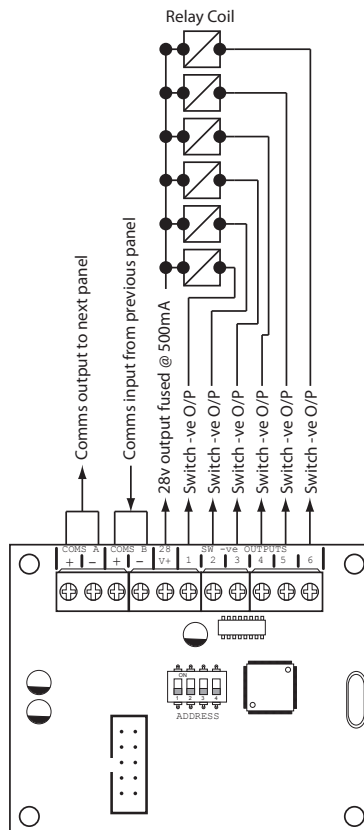 Relay Coil
Comms output to next panel
Comms input from previous panel
28v output fused @ 500mA
Switch -ve O/P
Switch -ve O/P
Switch -ve O/P
Switch -ve O/P
Switch -ve O/P
Switch -ve O/P
COMS A COMS B 28 SW -ve OUTPUTS
+ - + - V+ 1 2 3 4 5 6
ON
1 2 3 4
ADDRESS